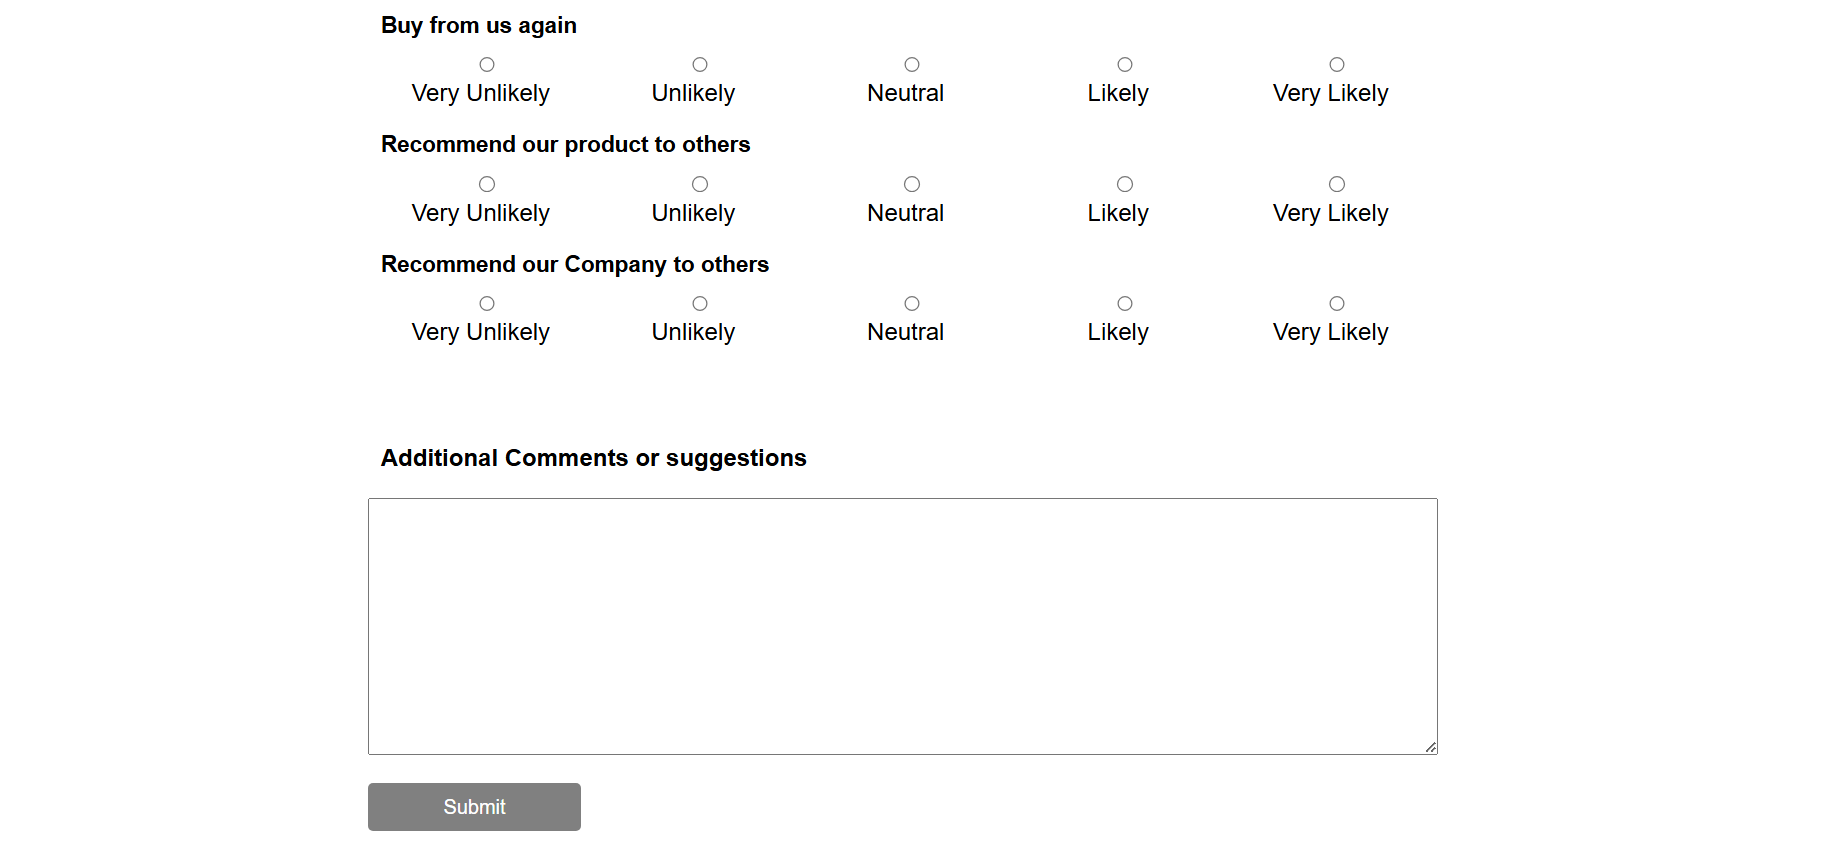 Buy from us again
Very Unlikely Unlikely Neutral Likely Very Likely
Recommend our product to others
Very Unlikely Unlikely Neutral Likely Very Likely
Recommend our Company to others
Very Unlikely Unlikely Neutral Likely Very Likely
Additional Comments or suggestions
Submit